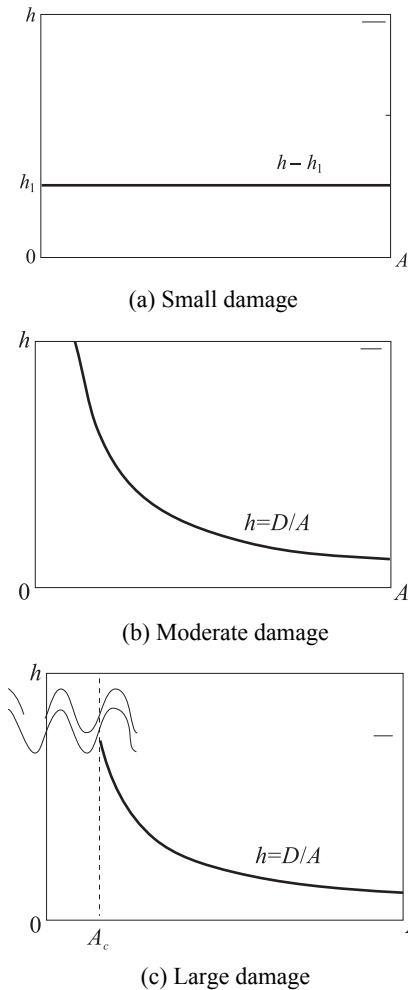 h
h – h₁
h₁
0
A
(a) Small damage
h
h=D/A
0
A
(b) Moderate damage
h
h=D/A
0
A_c
(c) Large damage